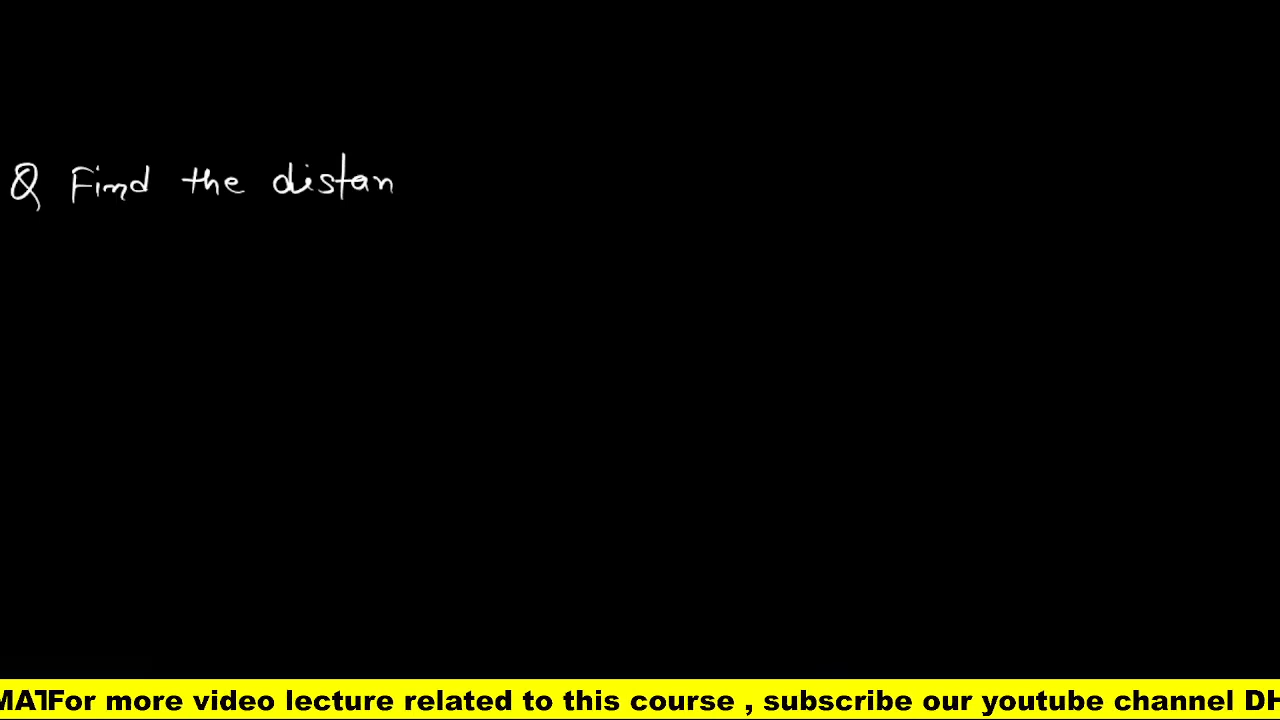 Q Find the distan
MATFor more video lecture related to this course , subscribe our youtube channel DH